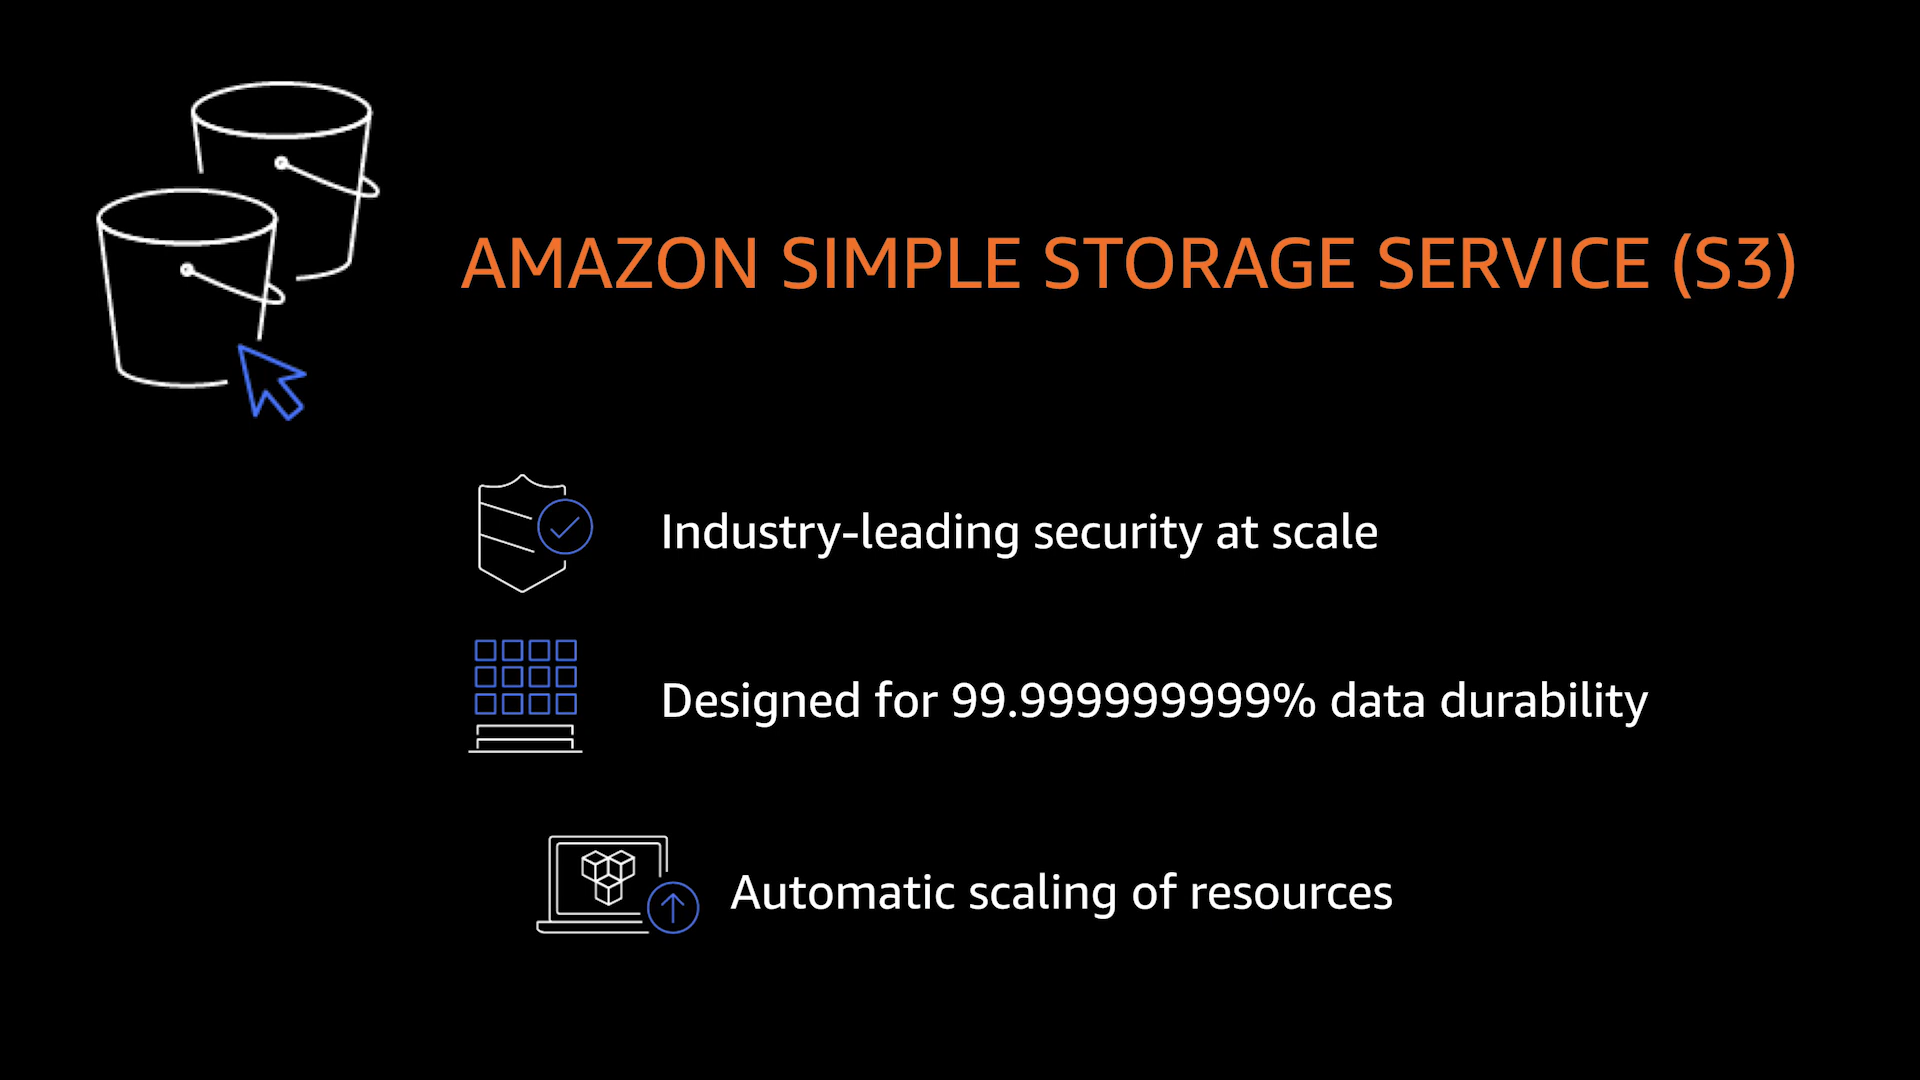 AMAZON SIMPLE STORAGE SERVICE (S3)
Industry-leading security at scale
Designed for 99.999999999% data durability
Automatic scaling of resources